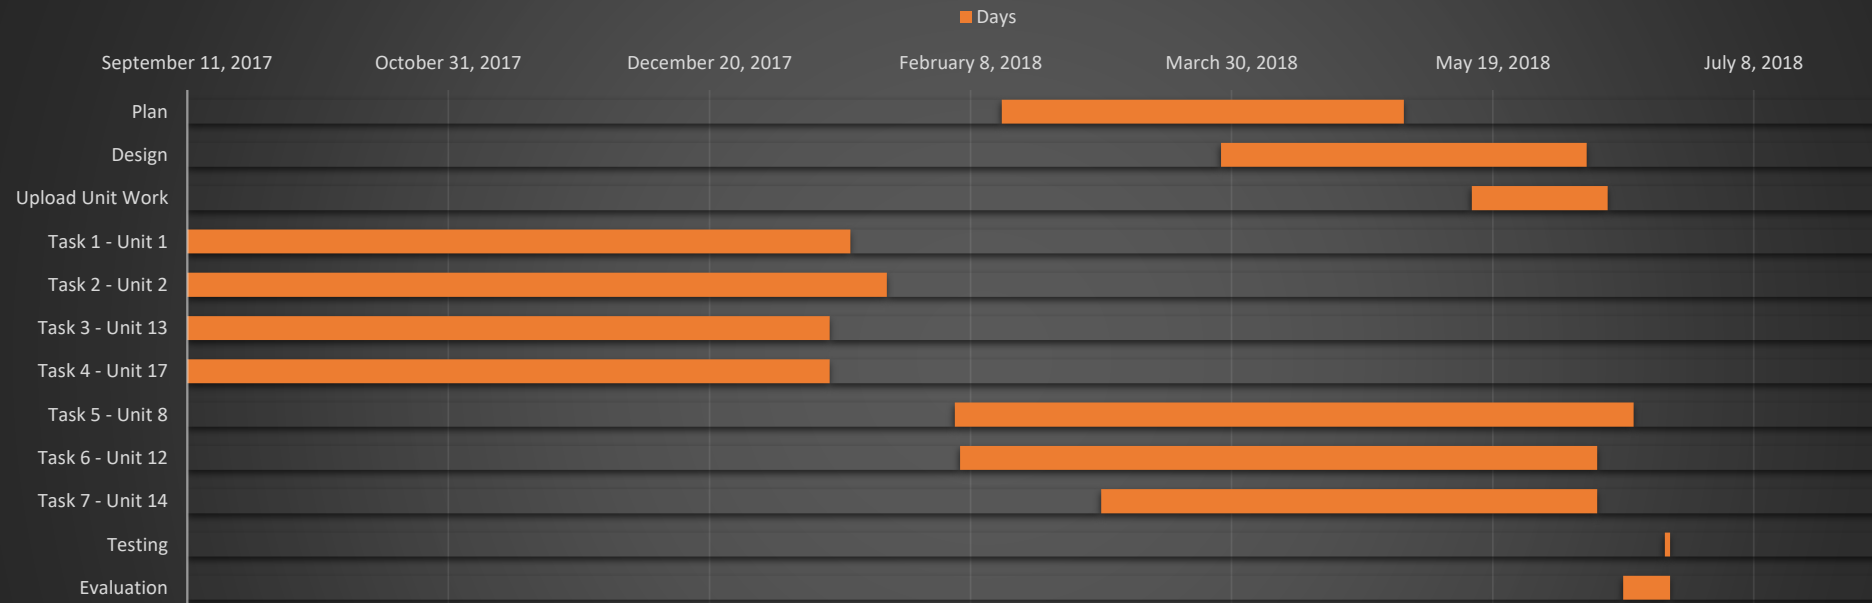 Days
September 11, 2017
October 31, 2017
December 20, 2017
February 8, 2018
March 30, 2018
May 19, 2018
July 8, 2018
Plan
Design
Upload Unit Work
Task 1 - Unit 1
Task 2 - Unit 2
Task 3 - Unit 13
Task 4 - Unit 17
Task 5 - Unit 8
Task 6 - Unit 12
Task 7 - Unit 14
Testing
Evaluation